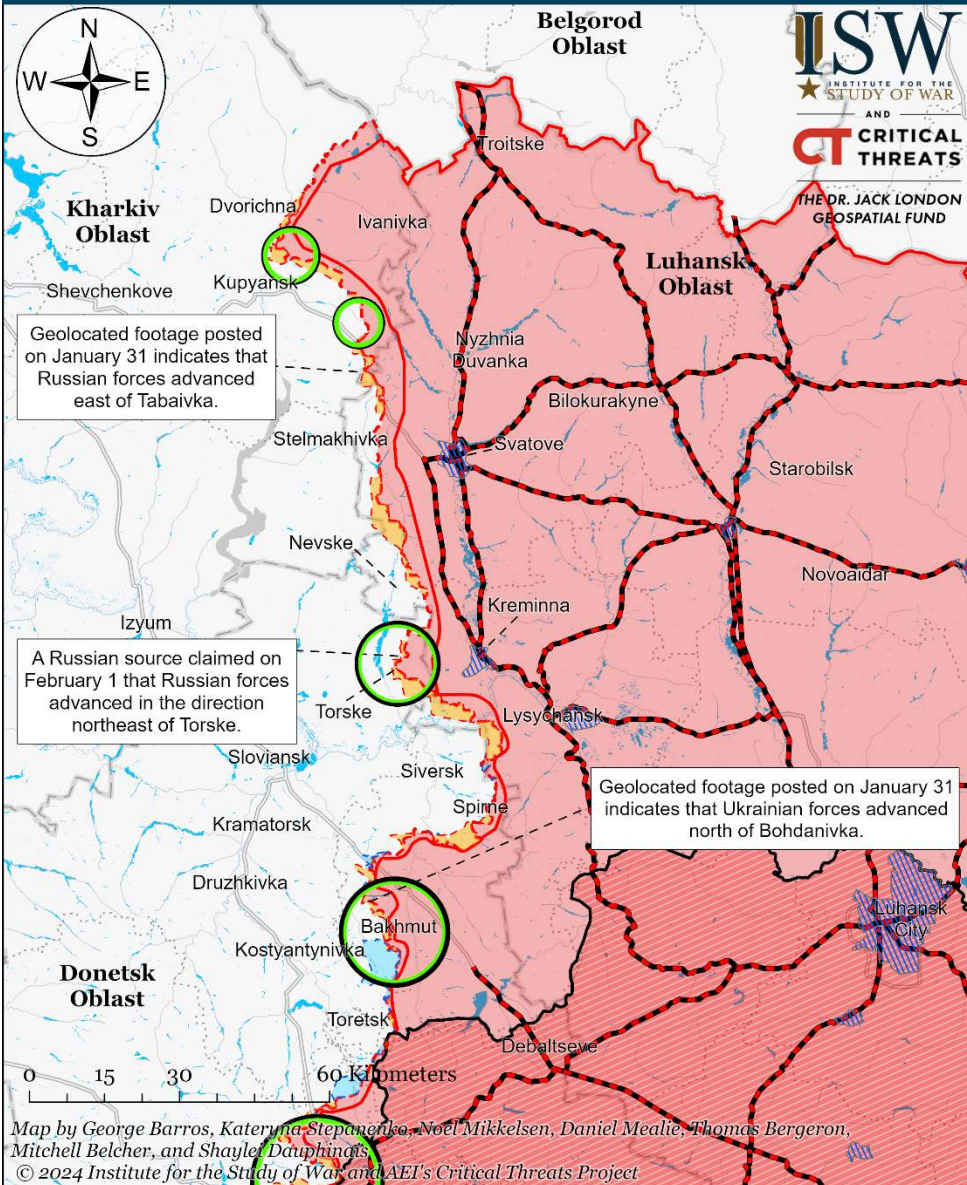 N
W
E
S
Belgorod
Oblast
ISW
INSTITUTE FOR THE
STUDY OF WAR
AND
CT CRITICAL
THREATS
THE DR. JACK LONDON
GEOSPATIAL FUND
Troitske
Kharkiv
Oblast
Dvorichna
Ivanivka
Luhansk
Oblast
Shevchenkove
Kupyansk
Geolocated footage posted
on January 31 indicates that
Russian forces advanced
east of Tabaivka.
Nyzhnia
Duvanka
Bilokurakyne
Stelmakhivka
Svatove
Starobilsk
Nevske
Novoaidar
Kreminna
Izyum
A Russian source claimed on
February 1 that Russian forces
advanced in the direction
northeast of Torske.
Torske
Lysychansk
Sloviansk
Siversk
Spirne
Geolocated footage posted on January 31
indicates that Ukrainian forces advanced
north of Bohdanivka.
Kramatorsk
Druzhkivka
Bakhmut
Luhansk
City
Kostyantynivka
Donetsk
Oblast
Toretsk
Debaltseve
0 15 30 60 Kilometers
Map by George Barros, Kateryna Stepanenko, Noel Mikkelsen, Daniel Mealie, Thomas Bergeron,
Mitchell Belcher, and Shaylei Dauphinais
© 2024 Institute for the Study of War and AEI's Critical Threats Project